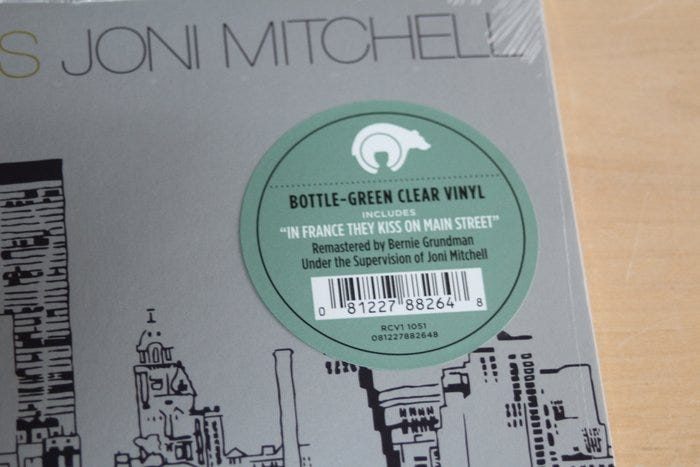 S JONI MITCHELL
BOTTLE-GREEN CLEAR VINYL
INCLUDES
“IN FRANCE THEY KISS ON MAIN STREET”
Remastered by Bernie Grundman
Under the Supervision of Joni Mitchell
0 81227 88264 8
RCV1 1051
081227882648